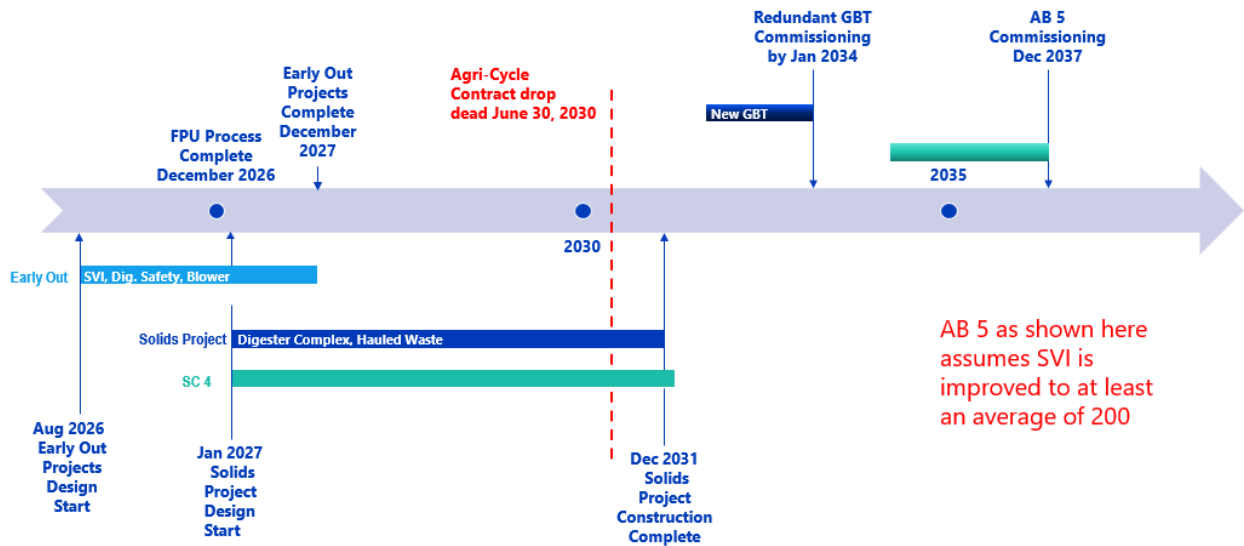 Redundant GBT
Commissioning
by Jan 2034
AB 5
Commissioning
Dec 2037
Early Out
Projects
Complete
December
2027
Agri-Cycle
Contract drop
dead June 30, 2030
New GBT
FPU Process
Complete
December 2026
2035
2030
Early Out
SVI, Dig. Safety, Blower
Solids Project
Digester Complex, Hauled Waste
SC 4
AB 5 as shown here
assumes SVI is
improved to at least
an average of 200
Aug 2026
Early Out
Projects
Design
Start
Jan 2027
Solids
Project
Design
Start
Dec 2031
Solids
Project
Construction
Complete